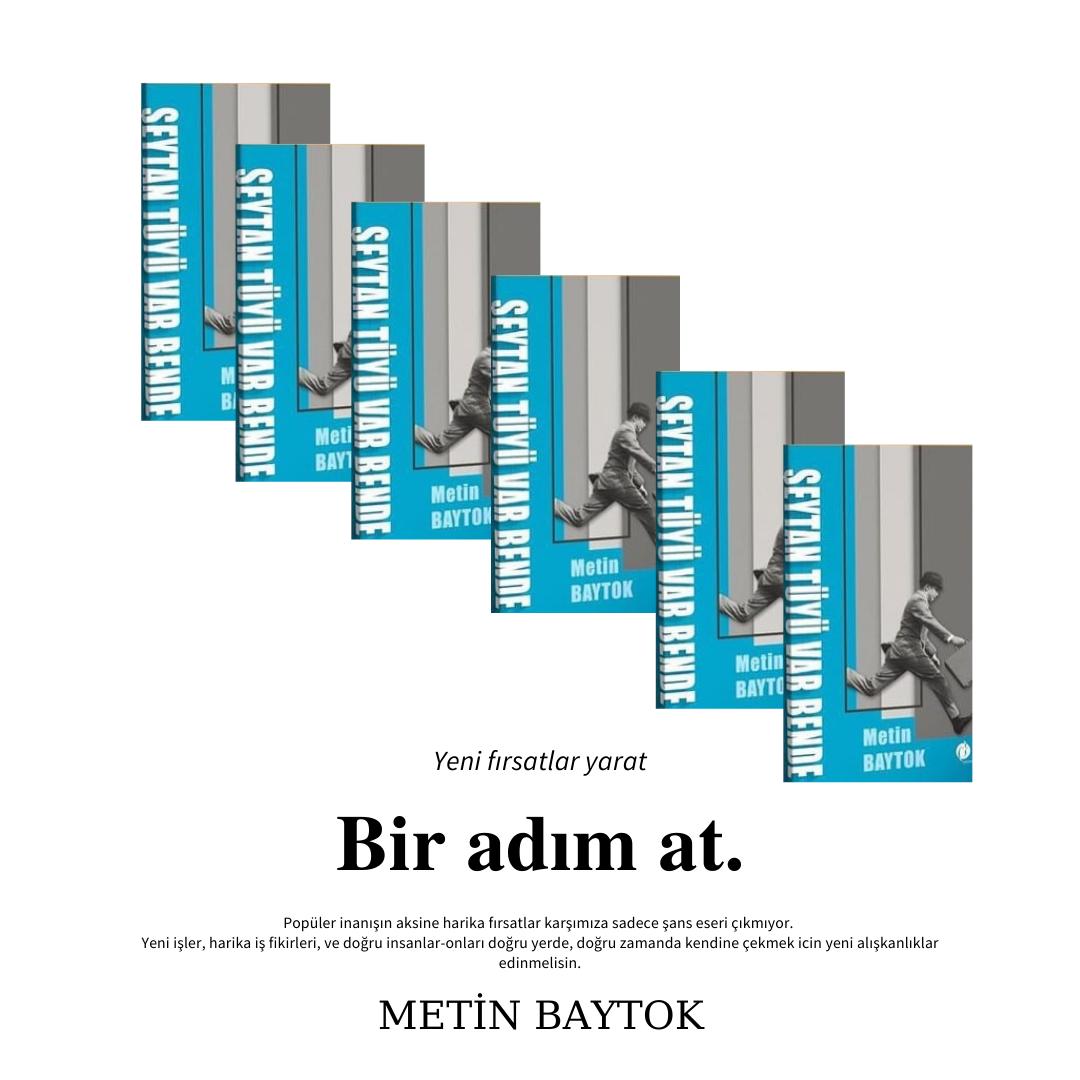 ŞEYTAN TÜYÜ VAR BENDE
M
B
ŞEYTAN TÜYÜ VAR BENDE
Meti
BAYT
ŞEYTAN TÜYÜ VAR BENDE
Metin
BAYTOK
ŞEYTAN TÜYÜ VAR BENDE
Metin
BAYTOK
ŞEYTAN TÜYÜ VAR BENDE
Metin
BAYTO
ŞEYTAN TÜYÜ VAR BENDE
Metin
BAYTOK
Yeni fırsatlar yarat
Bir adım at.
Popüler inanışın aksine harika fırsatlar karşımıza sadece şans eseri çıkmıyor.
Yeni işler, harika iş fikirleri, ve doğru insanlar-onları doğru yerde, doğru zamanda kendine çekmek icin yeni alışkanlıklar
edinmelisin.
METİN BAYTOK